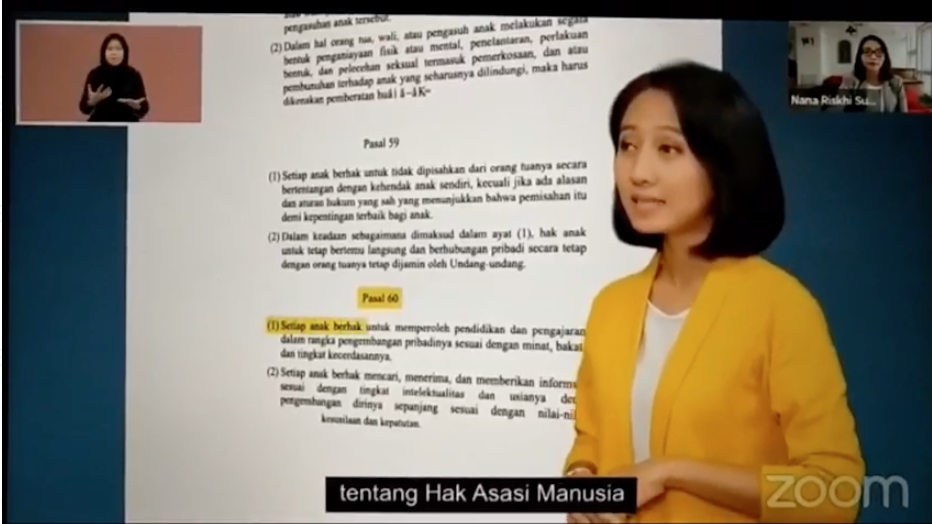 pengasuhan anak tersebut.
(2) Dalam hal orang tua, wali, atau pengasuh anak melakukan segala
bentuk penganiayaan fisik atau mental, penelantaran, perlakuan
bentuk, dan pelecehan seksual termasuk pemerkosaan, dan atau
pembunuhan terhadap anak yang seharusnya dilindungi, maka harus
dikenakan pemberatan
Nana Riskhi Su...
Pasal 59
(1) Setiap anak berhak untuk tidak dipisahkan dari orang tuanya secara
bertentangan dengan kehendak anak sendiri, kecuali jika ada alasan
dan aturan hukum yang sah yang menunjukkan bahwa pemisahan itu
demi kepentingan terbaik bagi anak.
(2) Dalam keadaan sebagaimana dimaksud dalam ayat (1), hak anak
untuk tetap bertemu langsung dan berhubungan pribadi secara tetap
dengan orang tuanya tetap dijamin oleh Undang-undang.
Pasal 60
(1) Setiap anak berhak untuk memperoleh pendidikan dan pengajaran
dalam rangka pengembangan pribadinya sesuai dengan minat, bakat
dan tingkat kecerdasannya.
(2) Setiap anak berhak mencari, menerima, dan memberikan informa
sesuai dengan tingkat intelektualitas dan usianya
pengembangan dirinya sepanjang sesuai dengan nilai-nil
kesusilaan dan kepatutan.
tentang Hak Asasi Manusia
zoom